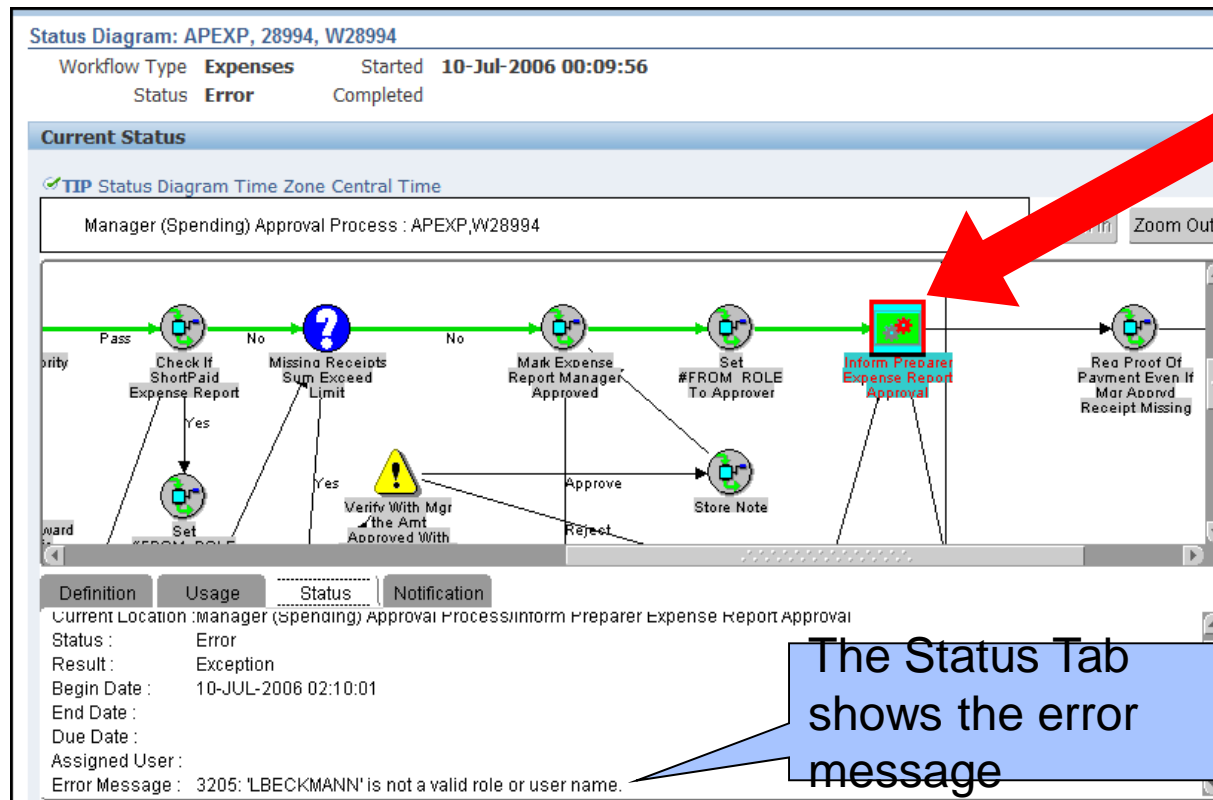 Status Diagram: APEXP, 28994, W28994
Workflow Type Expenses Started 10-Jul-2006 00:09:56
Status Error Completed
Current Status
TIP Status Diagram Time Zone Central Time
Manager (Spending) Approval Process : APEXP,W28994
Zoom Out
Pass
No
No
ority
Check If
ShortPaid
Expense Report
Missing Receipts
Sum Exceed
Limit
Mark Expense
Report Manager
Approved
Set
#FROM_ROLE
To Approver
Inform Preparer
Expense Report
Approval
Req Proof Of
Payment Even If
Mgr Apprvd
Receipt Missing
Yes
Yes
Approve
Reject
ward
Set
#FROM_ROLE
Verify With Mgr
the Amt
Approved With
Store Note
Definition Usage Status Notification
Current Location :Manager (Spending) Approval Process/Inform Preparer Expense Report Approval
Status : Error
Result : Exception
Begin Date : 10-JUL-2006 02:10:01
End Date :
Due Date :
Assigned User :
Error Message : 3205: 'LBECKMANN' is not a valid role or user name.
The Status Tab
shows the error
message